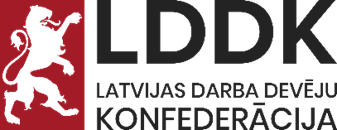 LDDK
LATVIJAS DARBA DEVĒJU
KONFEDERĀCIJA